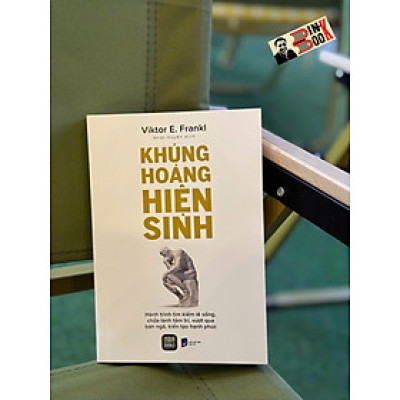 BINK
BOOK
Viktor E. Frankl
KHỦNG
HOẢNG
HIỆN
SINH
Hành trình tìm kiếm lẽ sống,
chữa lành tâm trí, vượt qua
bản ngã, kiến tạo hạnh phúc